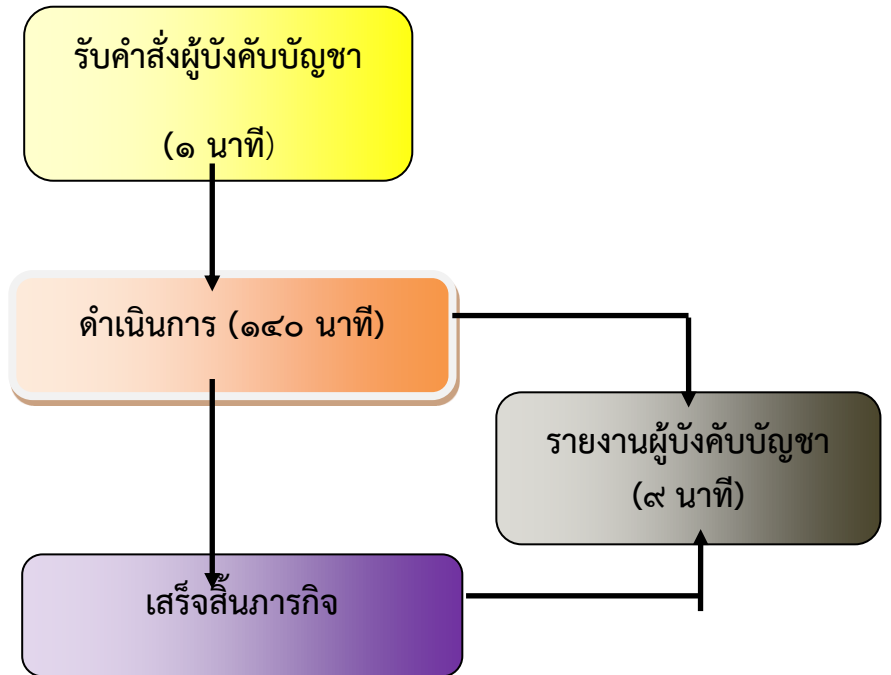 รับคำสั่งผู้บังคับบัญชา
(๑ นาที)
ดำเนินการ (๑๔๐ นาที)
รายงานผู้บังคับบัญชา
(๙ นาที)
เสร็จสิ้นภารกิจ